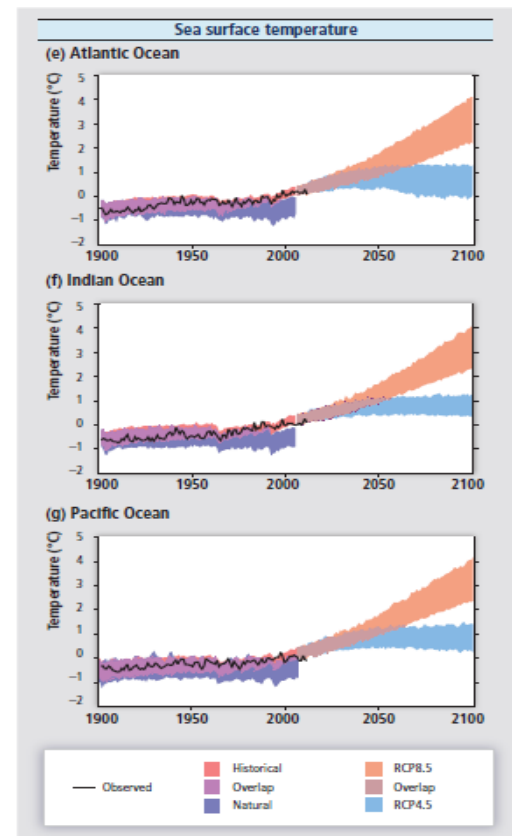 Sea surface temperature
(e) Atlantic Ocean
Temperature (°C)
5
4
3
2
1
0
−1
−2
1900 1950 2000 2050 2100
(f) Indian Ocean
Temperature (°C)
5
4
3
2
1
0
−1
−2
1900 1950 2000 2050 2100
(g) Pacific Ocean
Temperature (°C)
5
4
3
2
1
0
−1
−2
1900 1950 2000 2050 2100
Observed
Historical
Overlap
Natural
RCP8.5
Overlap
RCP4.5